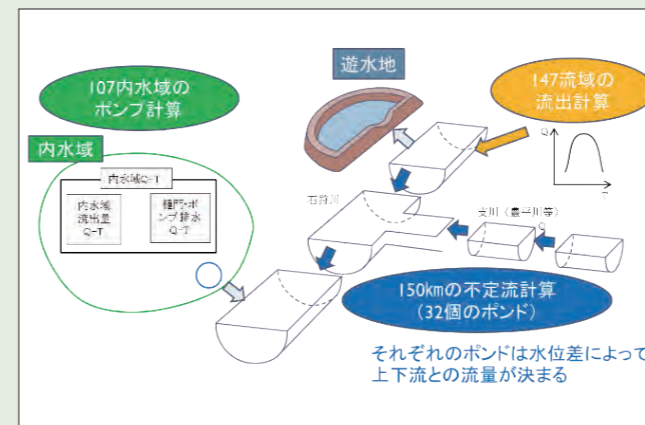 107内水域の
ポンプ計算
遊水地
147流域の
流出計算
Q
内水域
内水域Q-T
内水域
流出量
Q-T
樋門・ポ
ンプ排水
Q-T
石狩川
支川（豊平川等）
150kmの不定流計算
（32個のポンド）
それぞれのポンドは水位差によって
上下流との流量が決まる